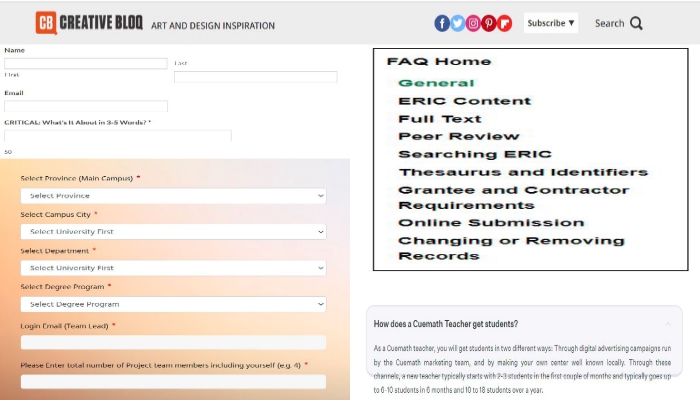 CB CREATIVE BLOQ ART AND DESIGN INSPIRATION
Subscribe ▼
Search
Name
First
Last
Email
CRITICAL: What's It About in 3-5 Words? *
50
Select Province (Main Campus) *
Select Province
Select Campus City *
Select University First
Select Department *
Select University First
Select Degree Program *
Select Degree Program
Login Email (Team Lead) *
Please Enter total number of Project team members including yourself (e.g. 4) *
FAQ Home
General
ERIC Content
Full Text
Peer Review
Searching ERIC
Thesaurus and Identifiers
Grantee and Contractor
Requirements
Online Submission
Changing or Removing
Records
How does a Cuemath Teacher get students?
As a Cuemath teacher, you will get students in two different ways: Through digital advertising campaigns run
by the Cuemath marketing team, and by making your own center well known locally. Through these
channels, a new teacher typically starts with 2-3 students in the first couple of months and typically goes up
to 6-10 students in 6 months and 10 to 18 students over a year.